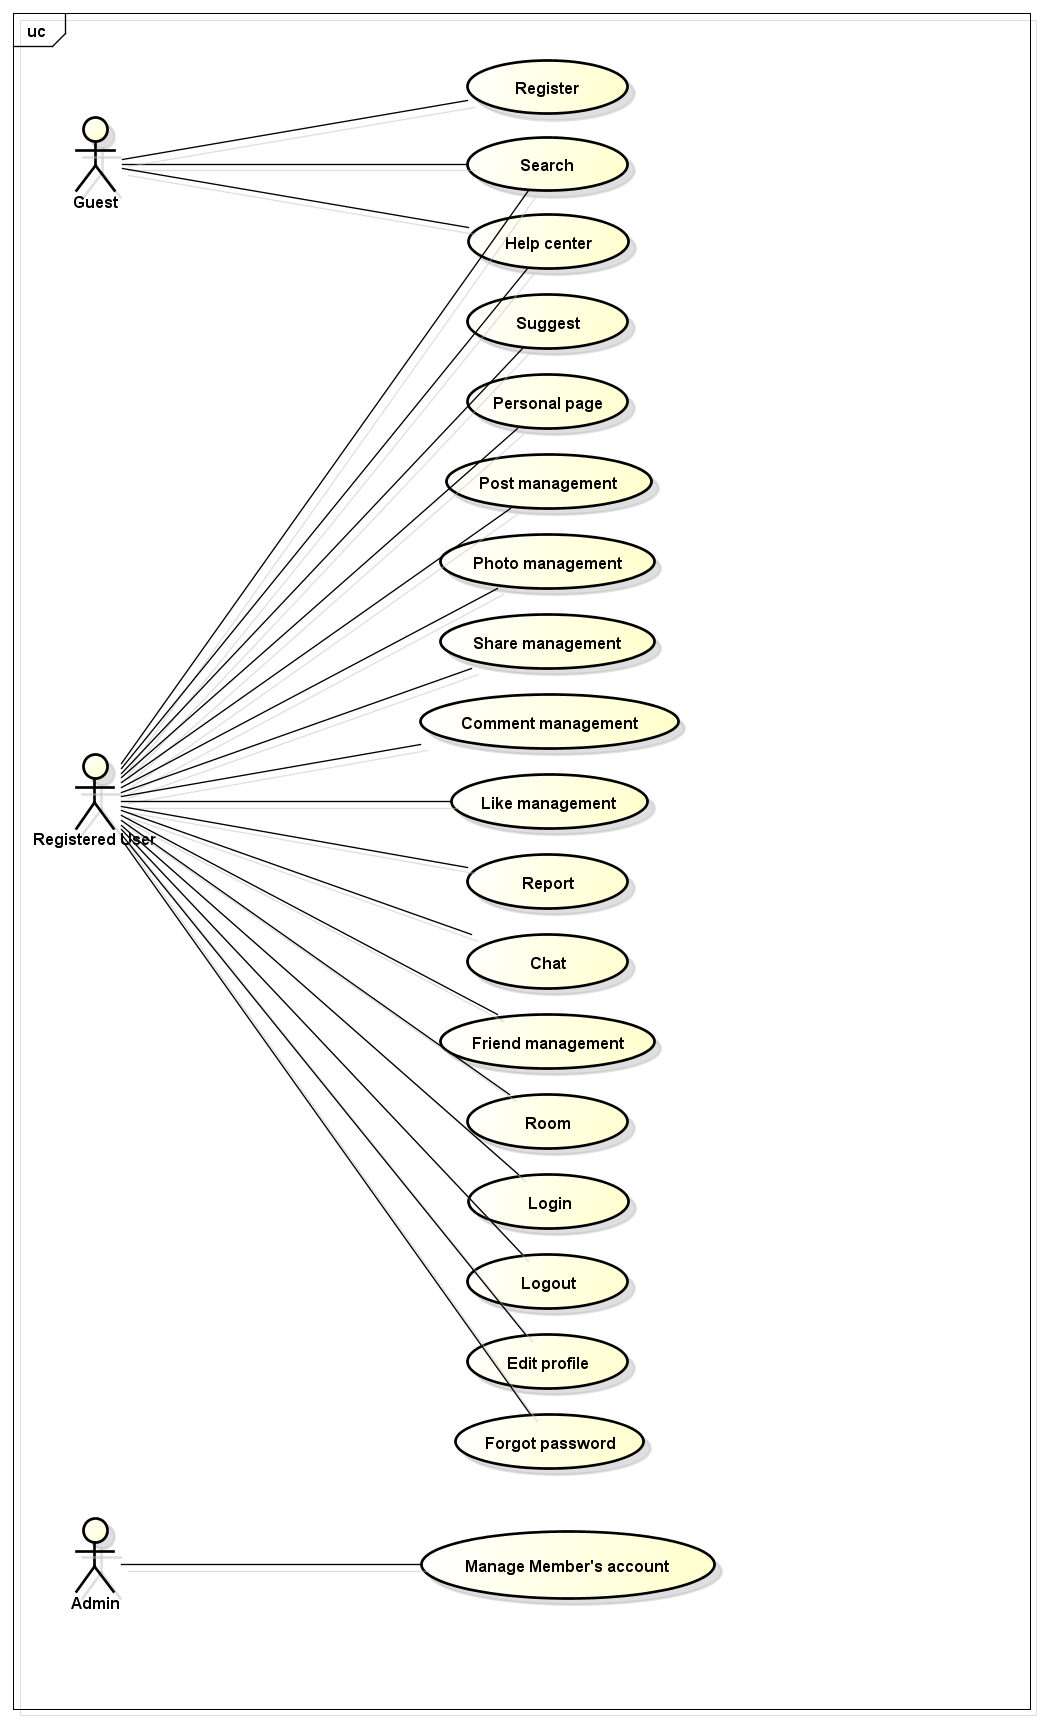 uc
Register
Guest
Search
Help center
Suggest
Personal page
Post management
Photo management
Share management
Comment management
Like management
Registered User
Report
Chat
Friend management
Room
Login
Logout
Edit profile
Forgot password
Manage Member's account
Admin